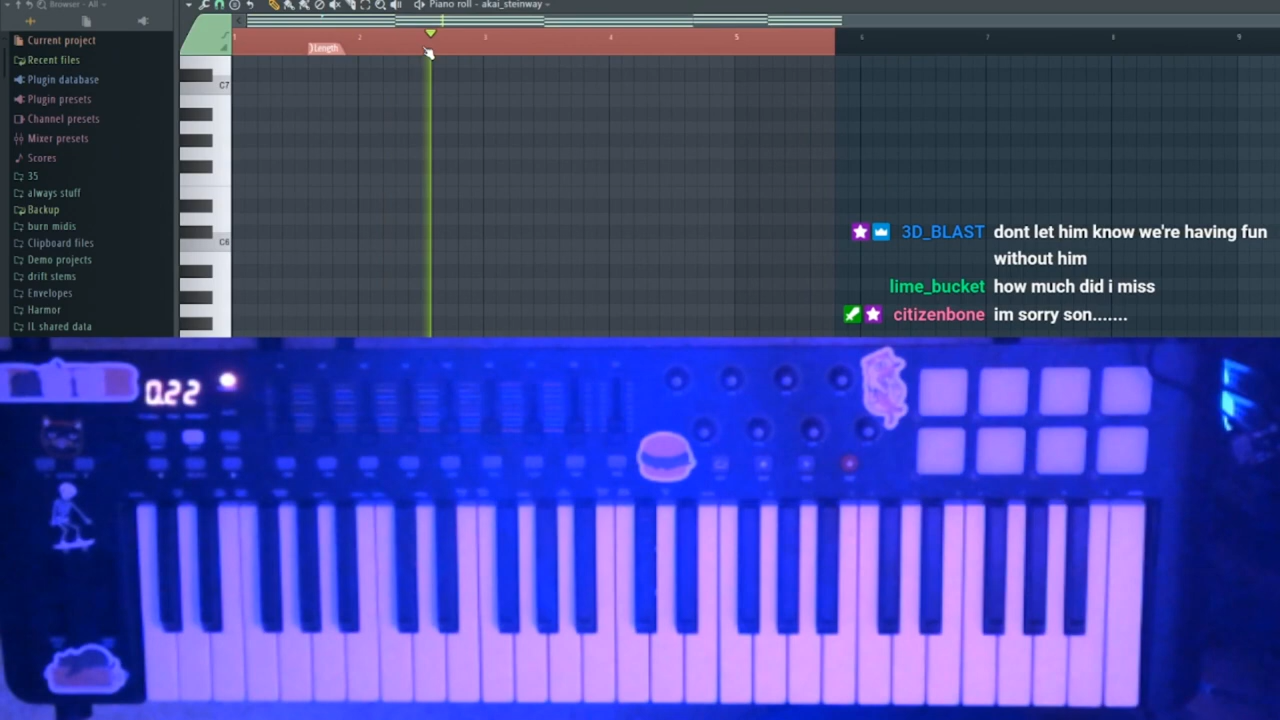 Browser - All
Piano roll - akai_steinway
Current project
Recent files
Plugin database
Plugin presets
Channel presets
Mixer presets
Scores
35
always stuff
Backup
burn midis
Clipboard files
Demo projects
drift stems
Envelopes
Harmor
IL shared data
1 2 3 4 5 6 7 8 9
Length
C7
C6
3D_BLAST dont let him know we're having fun
without him
lime_bucket how much did i miss
citizenbone im sorry son.......
0.22